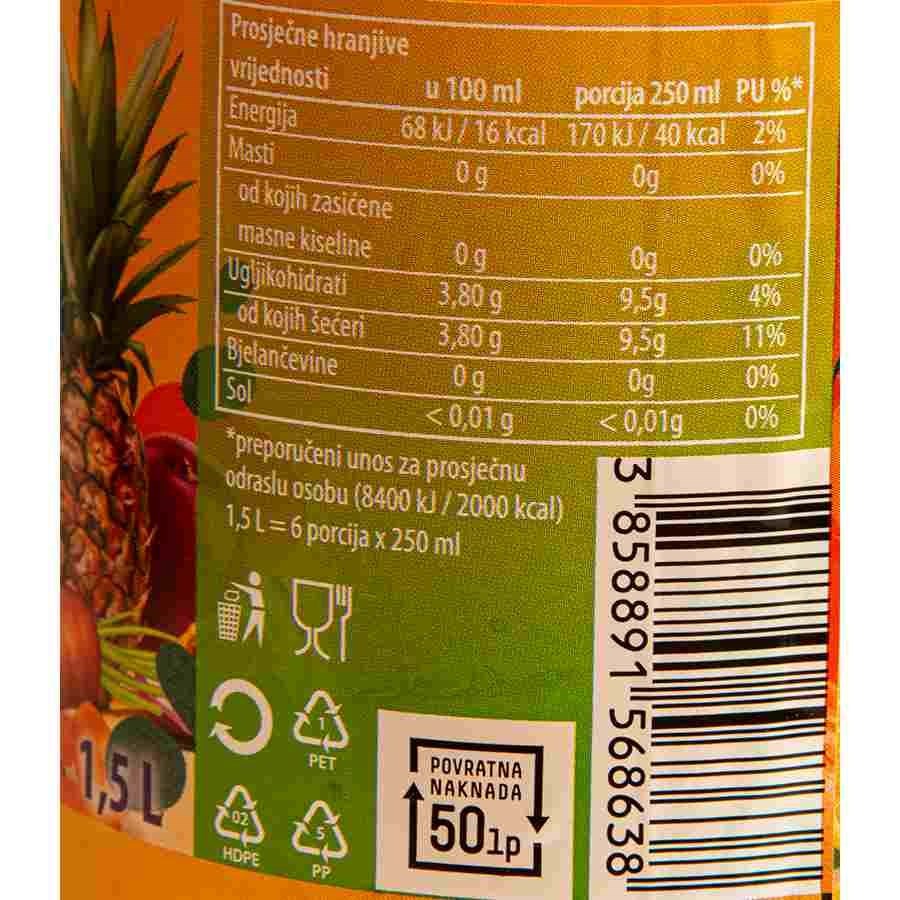 Prosječne hranjive
vrijednosti u 100 ml porcija 250 ml PU %*
Energija 68 kJ / 16 kcal 170 kJ / 40 kcal 2%
Masti 0 g 0g 0%
od kojih zasićene
masne kiseline 0 g 0g 0%
Ugljikohidrati 3,80 g 9,5g 4%
od kojih šećeri 3,80 g 9,5g 11%
Bjelančevine 0 g 0g 0%
Sol < 0,01 g < 0,01g 0%
*preporučeni unos za prosječnu
odraslu osobu (8400 kJ / 2000 kcal)
1,5 L = 6 porcija x 250 ml
1
PET
02
HDPE
5
PP
POVRATNA
NAKNADA
50lp
3 858891 568638
1,5 L